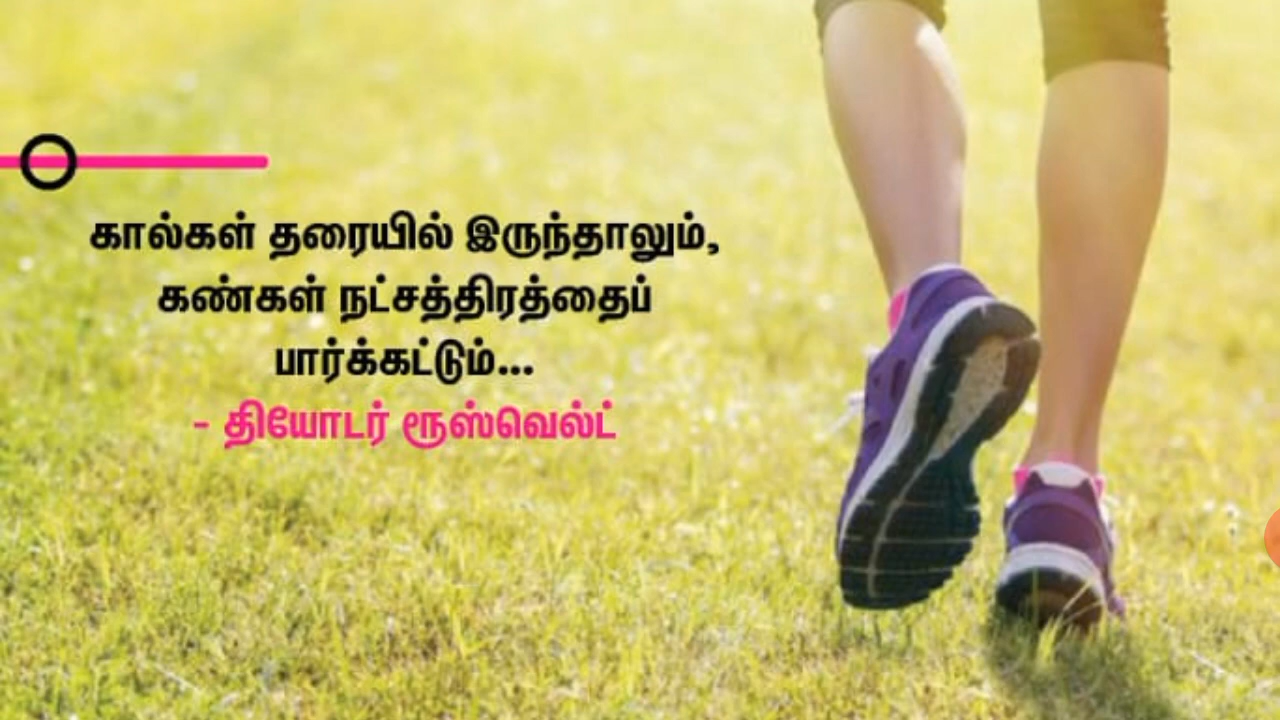 கால்கள் தரையில் இருந்தாலும்,
கண்கள் நட்சத்திரத்தைப்
பார்க்கட்டும்...
- தியோடர் ரூஸ்வெல்ட்